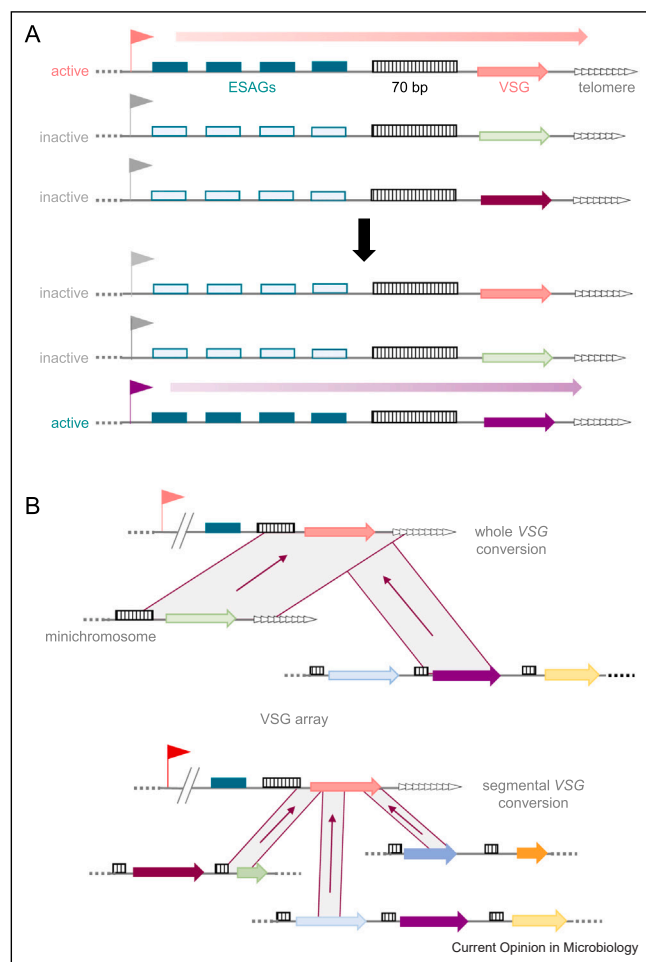 A
active
ESAGs 70 bp VSG telomere
inactive
inactive
inactive
inactive
active
B
whole VSG
conversion
minichromosome
VSG array
segmental VSG
conversion
Current Opinion in Microbiology